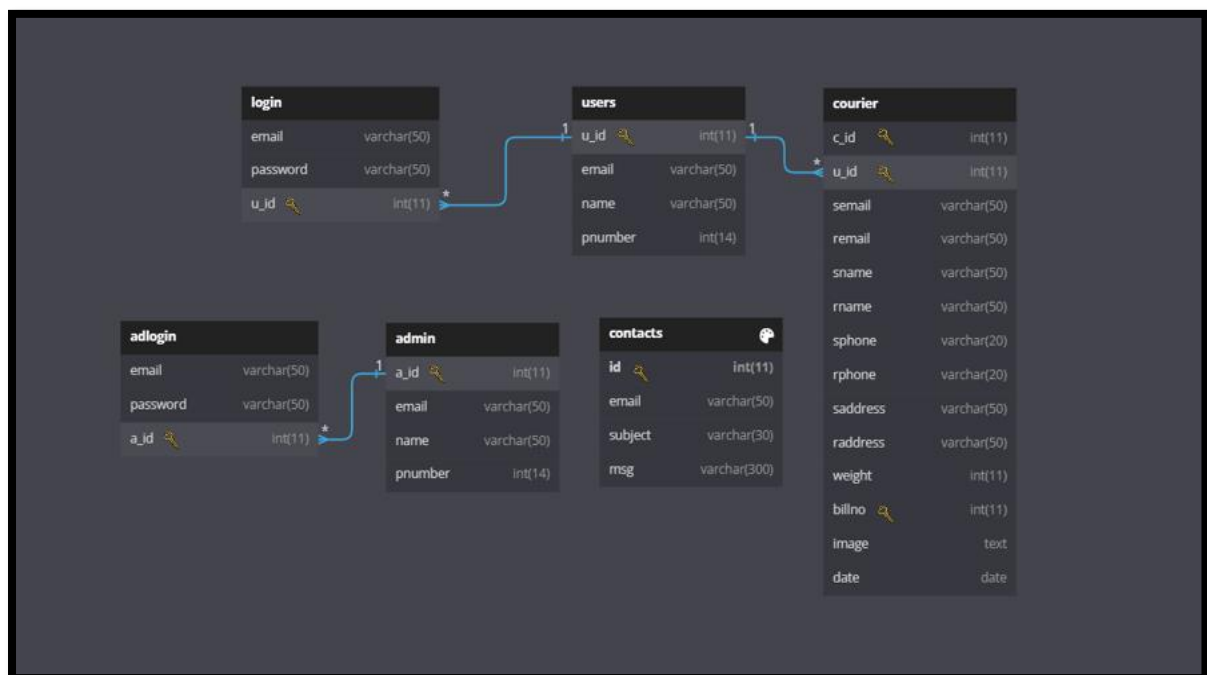 login
email varchar(50)
password varchar(50)
u_id int(11)
1
*
users
u_id int(11)
email varchar(50)
name varchar(50)
pnumber int(14)
1
*
courier
c_id int(11)
u_id int(11)
semail varchar(50)
remail varchar(50)
sname varchar(50)
rname varchar(50)
sphone varchar(20)
rphone varchar(20)
saddress varchar(50)
raddress varchar(50)
weight int(11)
billno int(11)
image text
date date
adlogin
email varchar(50)
password varchar(50)
a_id int(11)
*
1
admin
a_id int(11)
email varchar(50)
name varchar(50)
pnumber int(14)
contacts
id int(11)
email varchar(50)
subject varchar(30)
msg varchar(300)